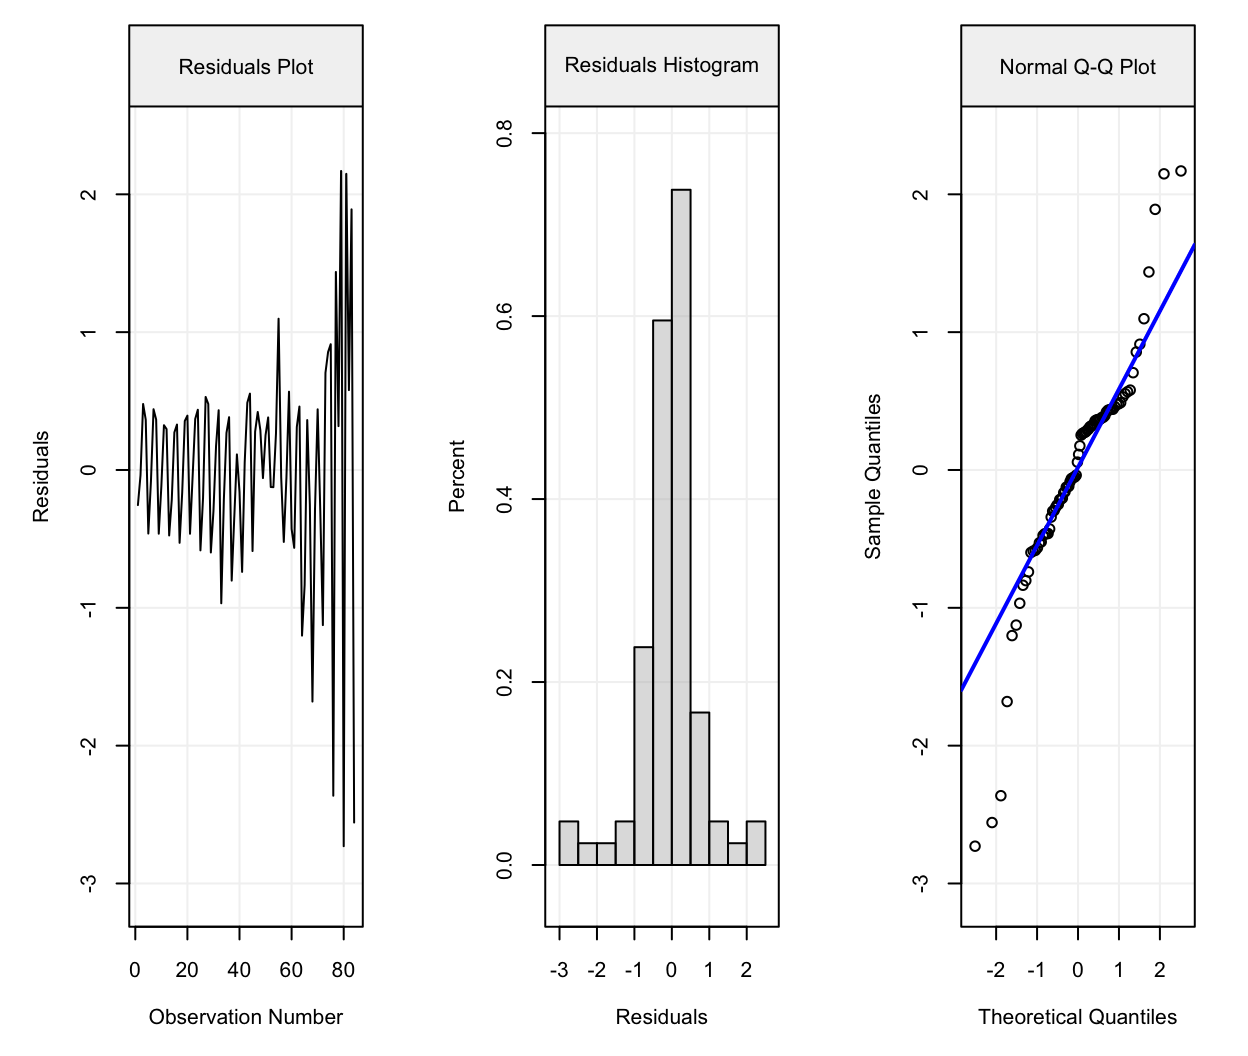 Residuals Plot
Residuals
2
1
0
-1
-2
-3
0 20 40 60 80
Observation Number
Residuals Histogram
Percent
0.8
0.6
0.4
0.2
0.0
-3 -2 -1 0 1 2
Residuals
Normal Q-Q Plot
Sample Quantiles
2
1
0
-1
-2
-3
-2 -1 0 1 2
Theoretical Quantiles